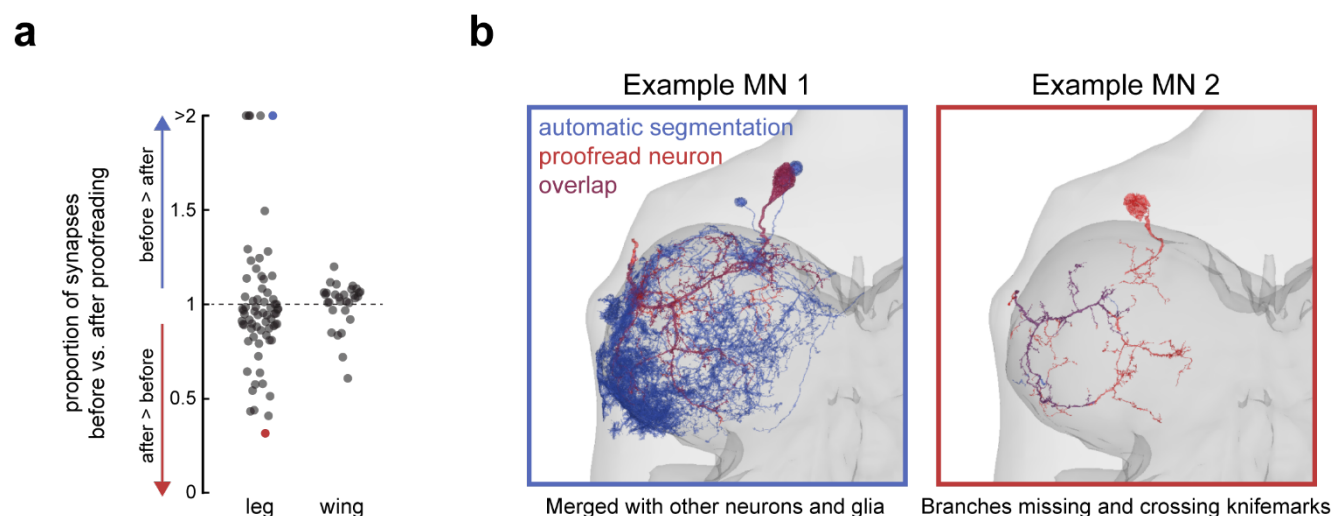 a
proportion of synapses
before vs. after proofreading
before > after
after > before
>2
1.5
1
0.5
0
leg
wing
b
Example MN 1
automatic segmentation
proofread neuron
overlap
Merged with other neurons and glia
Example MN 2
Branches missing and crossing knifemarks